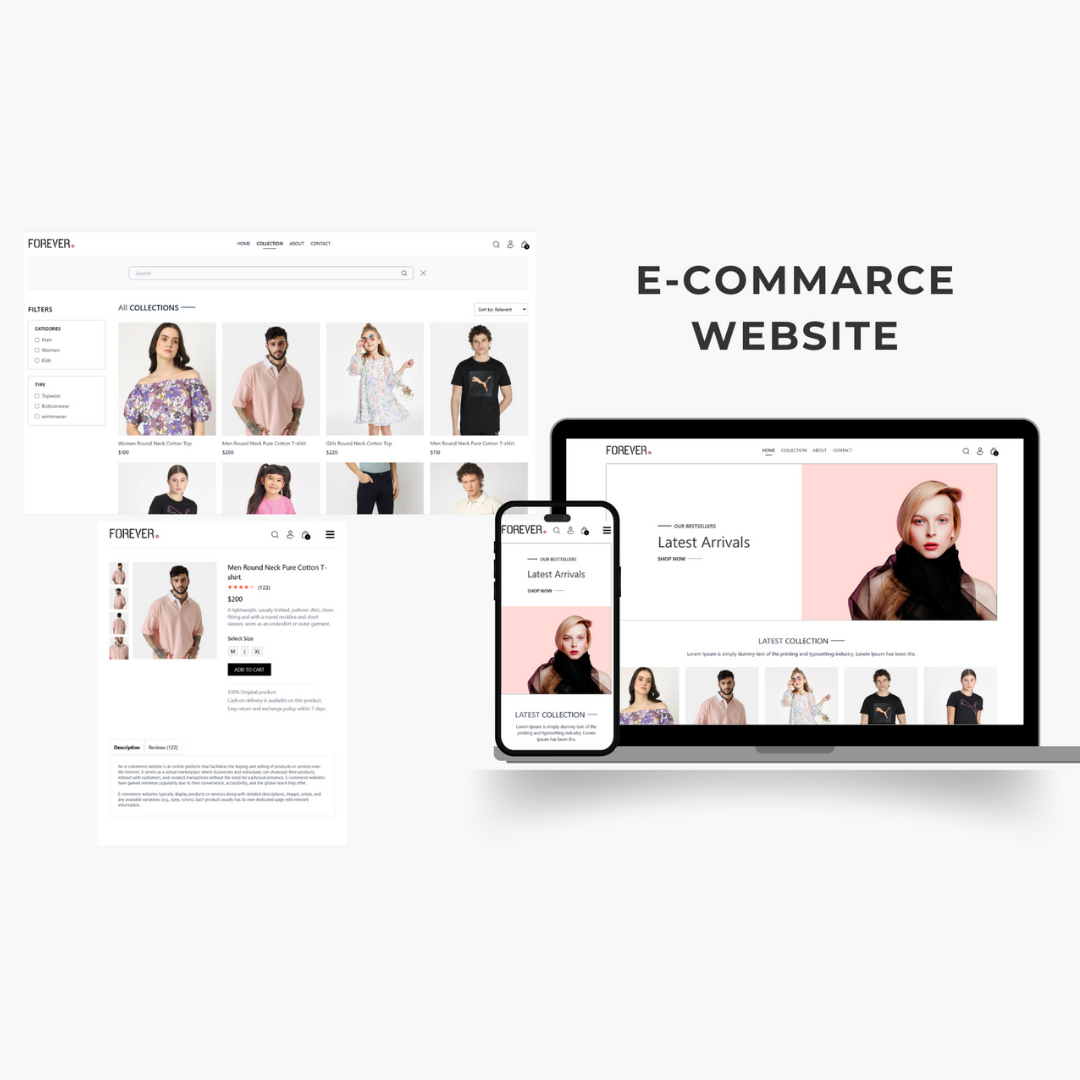 FOREVER.
HOME COLLECTION ABOUT CONTACT
Search
FILTERS
CATEGORIES
Men
Women
Kids
TYPE
Topwear
Bottomwear
winterwear
All COLLECTIONS
Sort by: Relavent
Women Round Neck Cotton Top
$100
Men Round Neck Pure Cotton T-shirt
$200
Girls Round Neck Cotton Top
$220
Men Round Neck Pure Cotton T-shirt
$110
E-COMMARCE
WEBSITE
FOREVER.
Men Round Neck Pure Cotton T-
shirt
(122)
$200
A lightweight, usually knitted, pullover shirt, close-
fitting and with a round neckline and short
sleeves, worn as an undershirt or outer garment.
Select Size
M L XL
ADD TO CART
100% Original product.
Cash on delivery is available on this product.
Easy return and exchange policy within 7 days.
Description Reviews (122)
An e-commerce website is an online platform that facilitates the buying and selling of products or services over
the internet. It serves as a virtual marketplace where businesses and individuals can showcase their products,
interact with customers, and conduct transactions without the need for a physical presence. E-commerce websites
have gained immense popularity due to their convenience, accessibility, and the global reach they offer.
E-commerce websites typically display products or services along with detailed descriptions, images, prices, and
any available variations (e.g., sizes, colors). Each product usually has its own dedicated page with relevant
information.
FOREVER.
OUR BESTSELLERS
Latest Arrivals
SHOP NOW
LATEST COLLECTION
Lorem Ipsum is simply dummy text of the
printing and typesetting industry. Lorem
Ipsum has been the.
FOREVER.
HOME COLLECTION ABOUT CONTACT
OUR BESTSELLERS
Latest Arrivals
SHOP NOW
LATEST COLLECTION
Lorem Ipsum is simply dummy text of the printing and typesetting industry. Lorem Ipsum has been the.